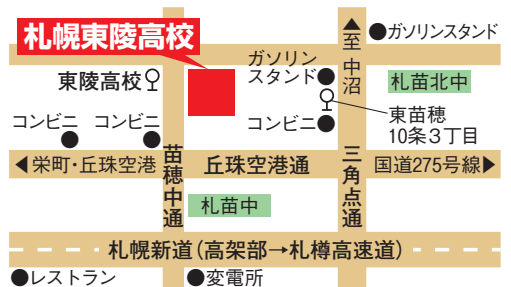 札幌東陵高校
▲至中沼
●ガソリンスタンド
ガソリン
スタンド●
東陵高校
札苗北中
東苗穂
10条3丁目
コンビニ
コンビニ
コンビニ●
◀栄町・丘珠空港
苗穂中通
丘珠空港通
三角点通
国道275号線▶
札苗中
札幌新道(高架部→札樽高速道)
●レストラン
●変電所